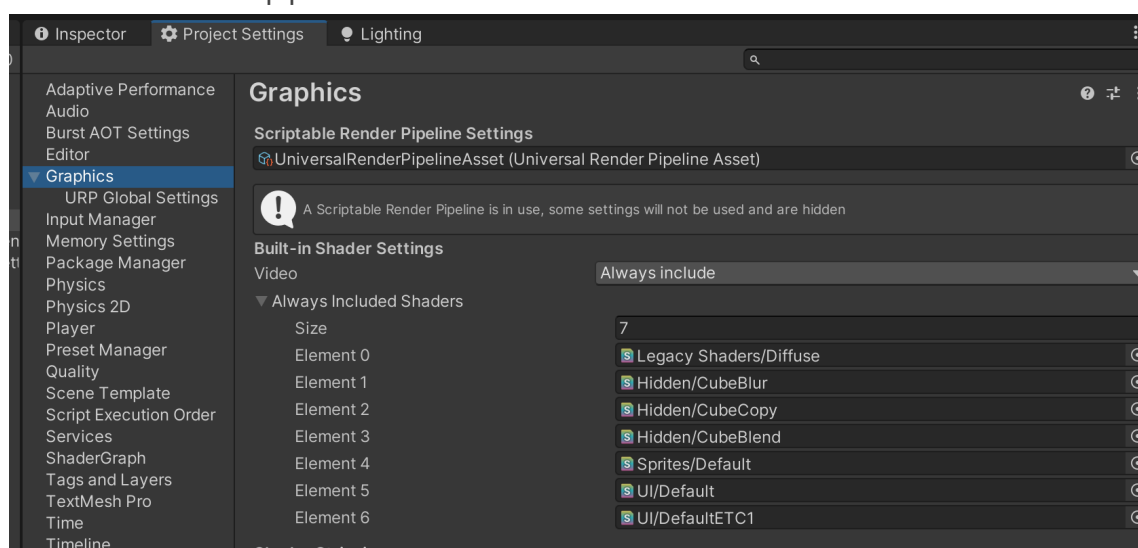 Inspector
Project Settings
Lighting
Adaptive Performance
Audio
Burst AOT Settings
Editor
Graphics
URP Global Settings
Input Manager
Memory Settings
Package Manager
Physics
Physics 2D
Player
Preset Manager
Quality
Scene Template
Script Execution Order
Services
ShaderGraph
Tags and Layers
TextMesh Pro
Time
Timeline
Graphics
Scriptable Render Pipeline Settings
UniversalRenderPipelineAsset (Universal Render Pipeline Asset)
A Scriptable Render Pipeline is in use, some settings will not be used and are hidden
Built-in Shader Settings
Video Always include
Always Included Shaders
Size 7
Element 0 Legacy Shaders/Diffuse
Element 1 Hidden/CubeBlur
Element 2 Hidden/CubeCopy
Element 3 Hidden/CubeBlend
Element 4 Sprites/Default
Element 5 UI/Default
Element 6 UI/DefaultETC1